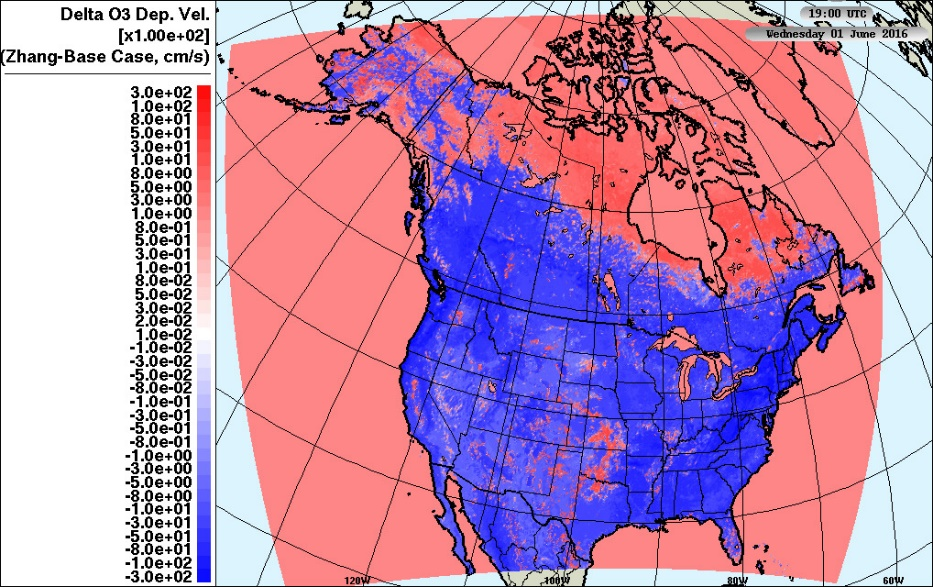 Delta O3 Dep. Vel.
[x1.00e+02]
(Zhang-Base Case, cm/s)
3.0e+02
1.0e+02
8.0e+01
5.0e+01
3.0e+01
1.0e+01
8.0e+00
5.0e+00
3.0e+00
1.0e+00
8.0e-01
5.0e-01
3.0e-01
1.0e-01
8.0e-02
5.0e-02
3.0e-02
2.0e-02
1.0e-02
-1.0e-02
-3.0e-02
-5.0e-02
-8.0e-02
-1.0e-01
-3.0e-01
-5.0e-01
-8.0e-01
-1.0e+00
-3.0e+00
-5.0e+00
-8.0e+00
-1.0e+01
-3.0e+01
-5.0e+01
-8.0e+01
-1.0e+02
-3.0e+02
19:00 UTC
Wednesday 01 June 2016
120W
100W
80W
60W